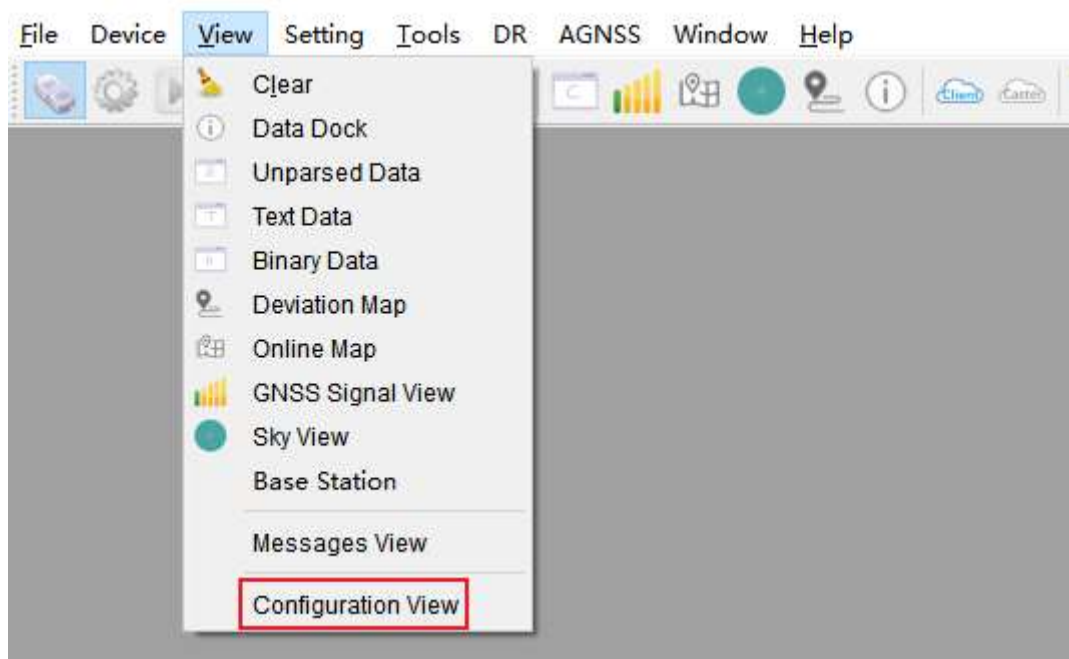 File Device View Setting Tools DR AGNSS Window Help
Clear
Data Dock
Unparsed Data
Text Data
Binary Data
Deviation Map
Online Map
GNSS Signal View
Sky View
Base Station
Messages View
Configuration View